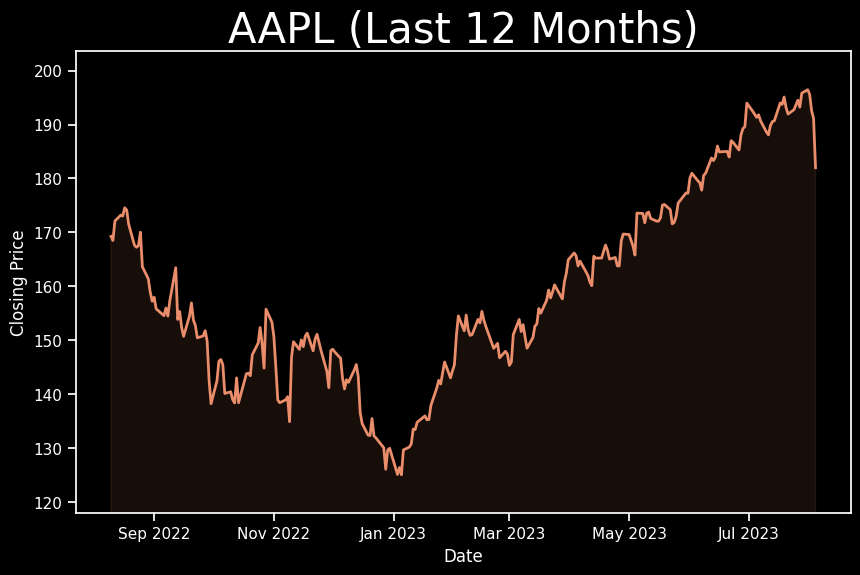 AAPL (Last 12 Months)
Closing Price
200
190
180
170
160
150
140
130
120
Sep 2022 Nov 2022 Jan 2023 Mar 2023 May 2023 Jul 2023
Date